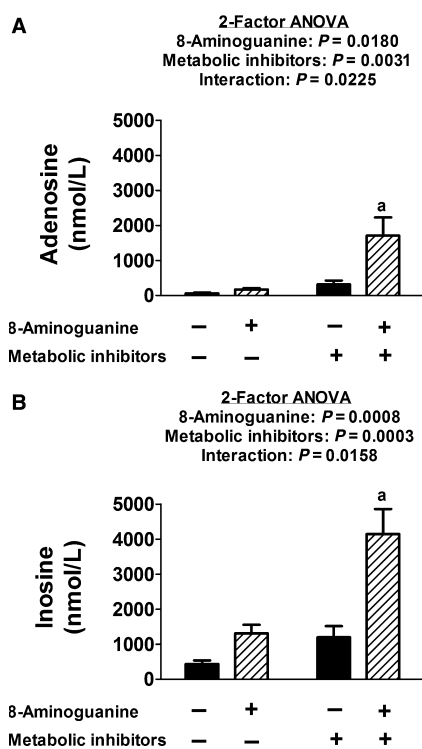 A
2-Factor ANOVA
8-Aminoguanine: P = 0.0180
Metabolic inhibitors: P = 0.0031
Interaction: P = 0.0225
Adenosine
(nmol/L)
5000
4000
3000
2000
1000
0
a
8-Aminoguanine – + – +
Metabolic inhibitors – – + +
B
2-Factor ANOVA
8-Aminoguanine: P = 0.0008
Metabolic inhibitors: P = 0.0003
Interaction: P = 0.0158
Inosine
(nmol/L)
5000
4000
3000
2000
1000
0
a
8-Aminoguanine – + – +
Metabolic inhibitors – – + +